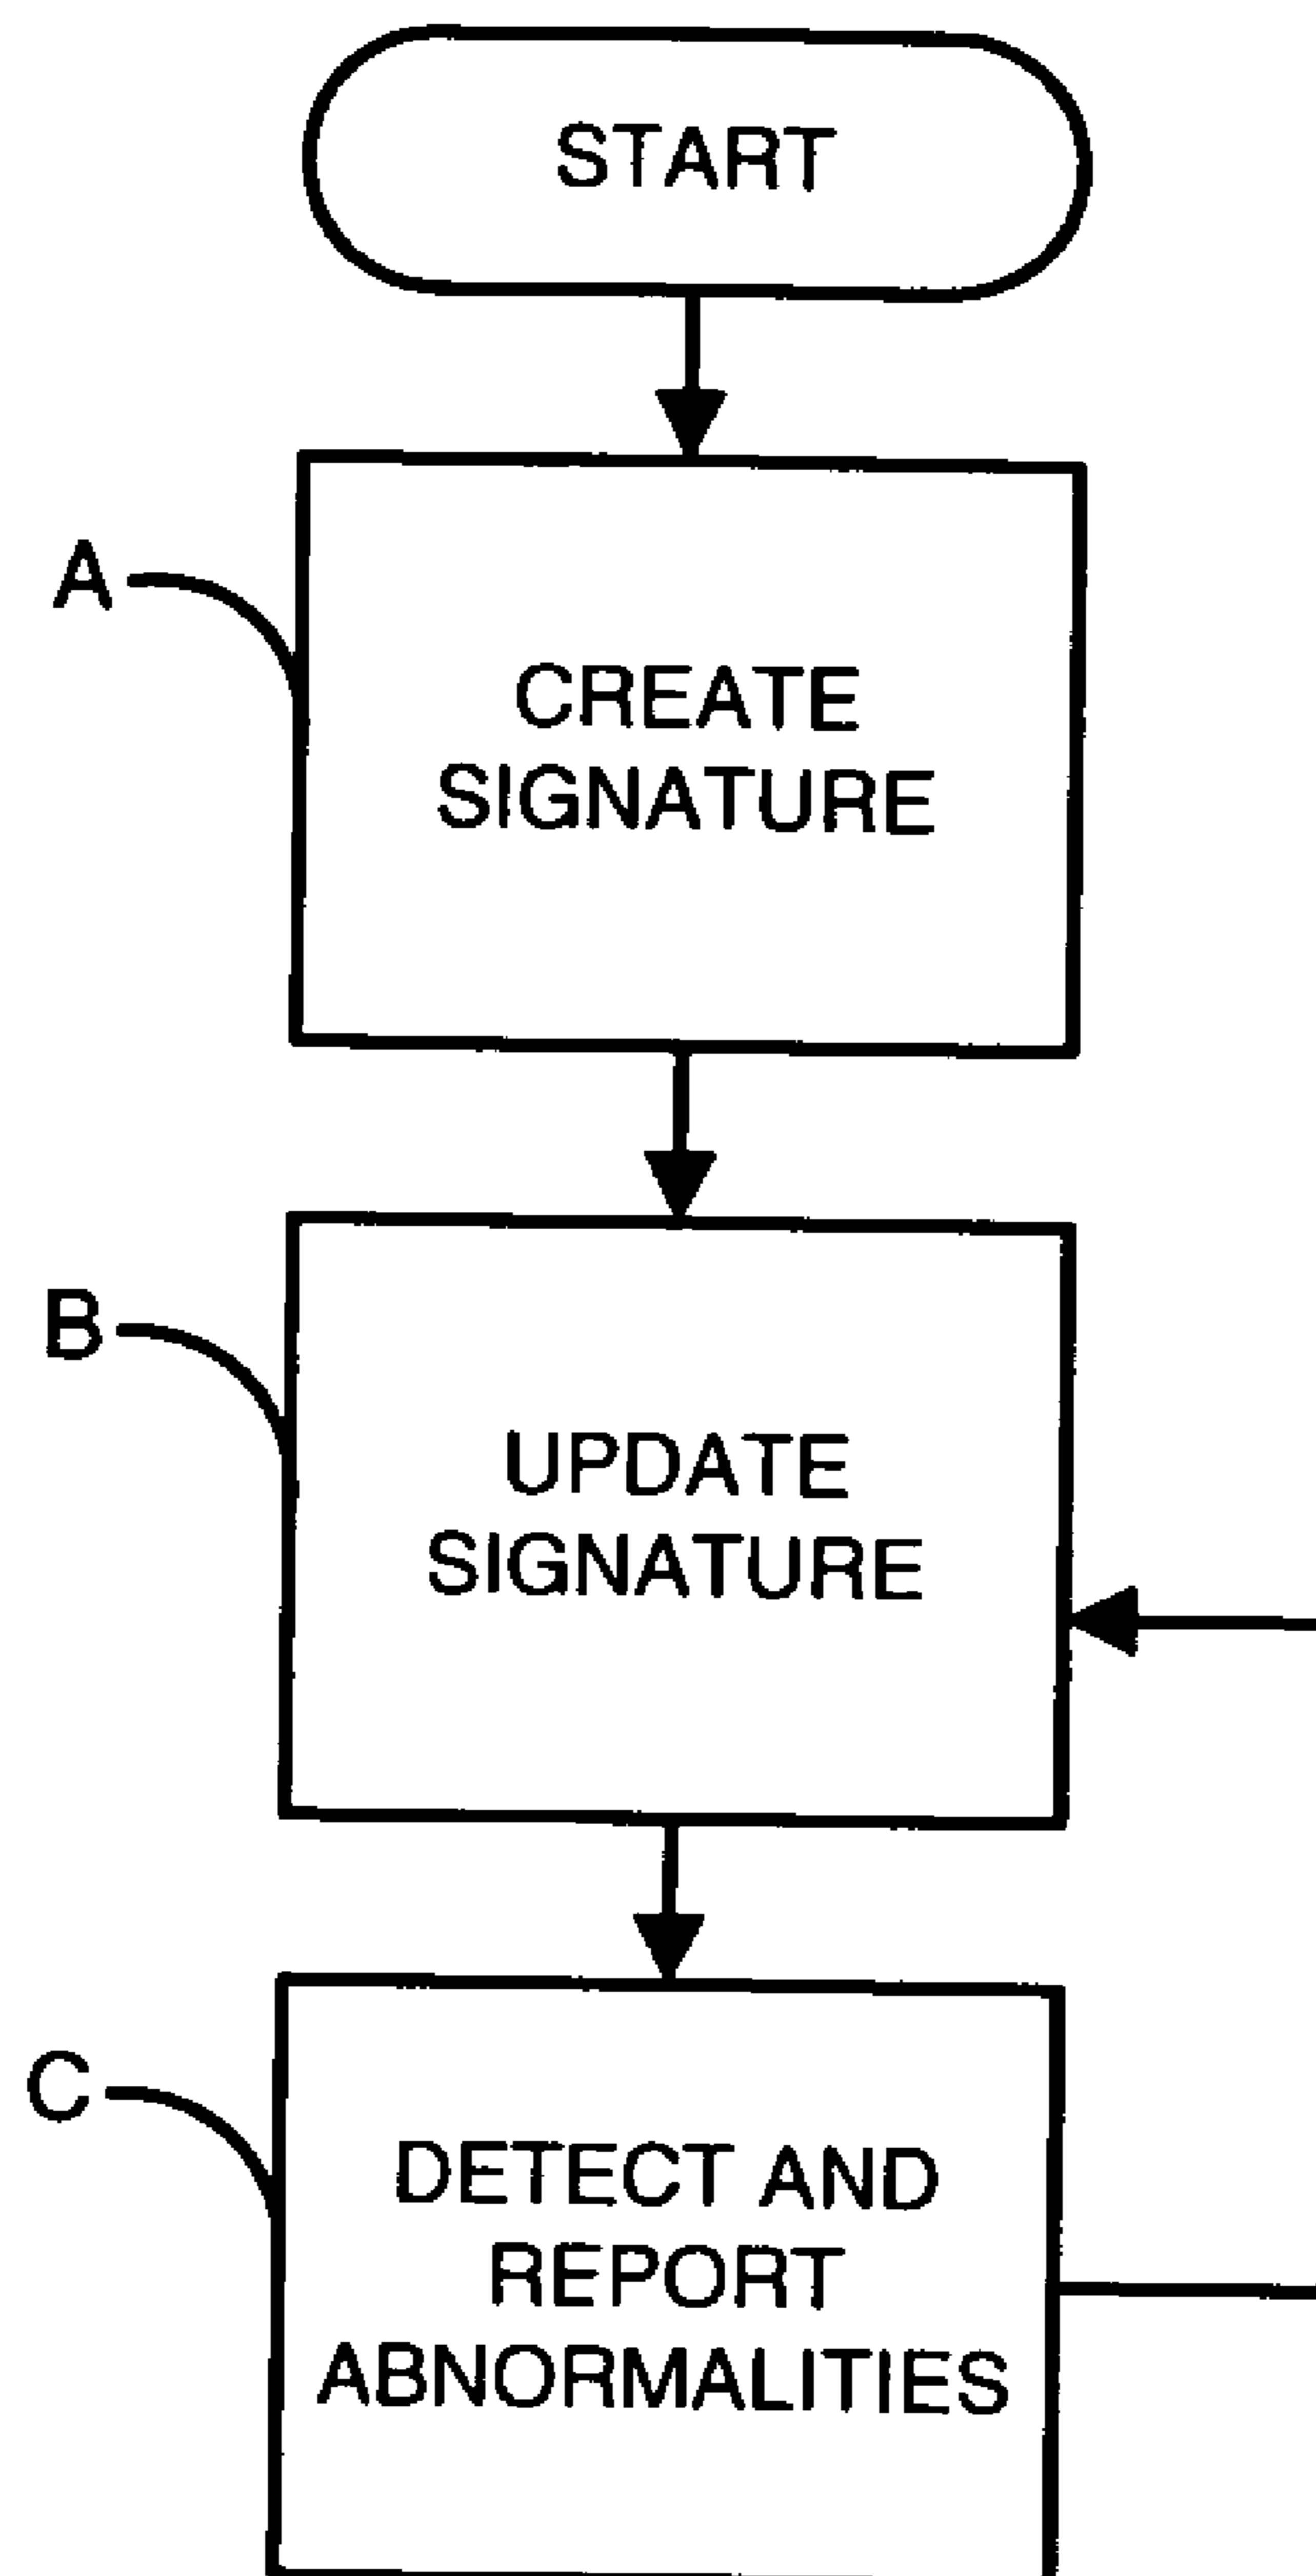 START
A
CREATE
SIGNATURE
B
UPDATE
SIGNATURE
C
DETECT AND
REPORT
ABNORMALITIES